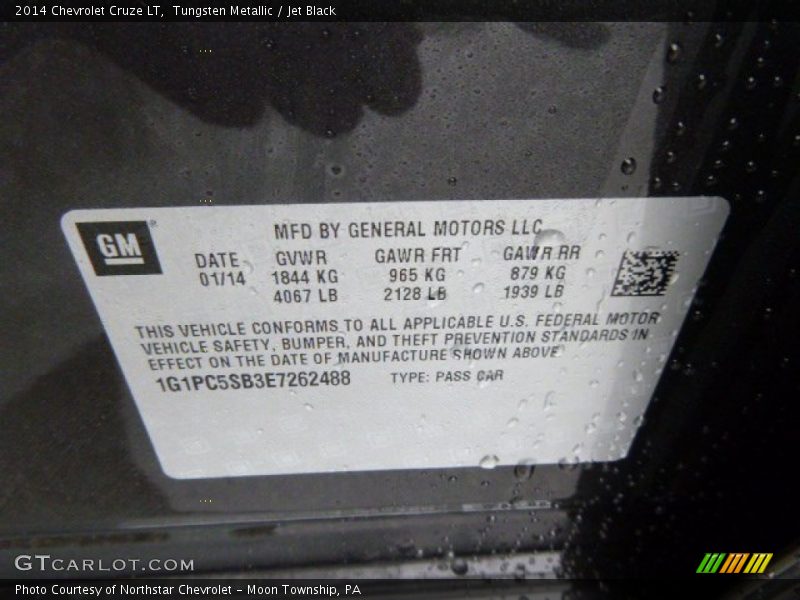 2014 Chevrolet Cruze LT, Tungsten Metallic / Jet Black
GM
MFD BY GENERAL MOTORS LLC
DATE GVWR GAWR FRT GAWR RR
01/14 1844 KG 965 KG 879 KG
4067 LB 2128 LB 1939 LB
THIS VEHICLE CONFORMS TO ALL APPLICABLE U.S. FEDERAL MOTOR
VEHICLE SAFETY, BUMPER, AND THEFT PREVENTION STANDARDS IN
EFFECT ON THE DATE OF MANUFACTURE SHOWN ABOVE
1G1PC5SB3E7262488 TYPE: PASS CAR
GTCARLOT.COM
Photo Courtesy of Northstar Chevrolet – Moon Township, PA